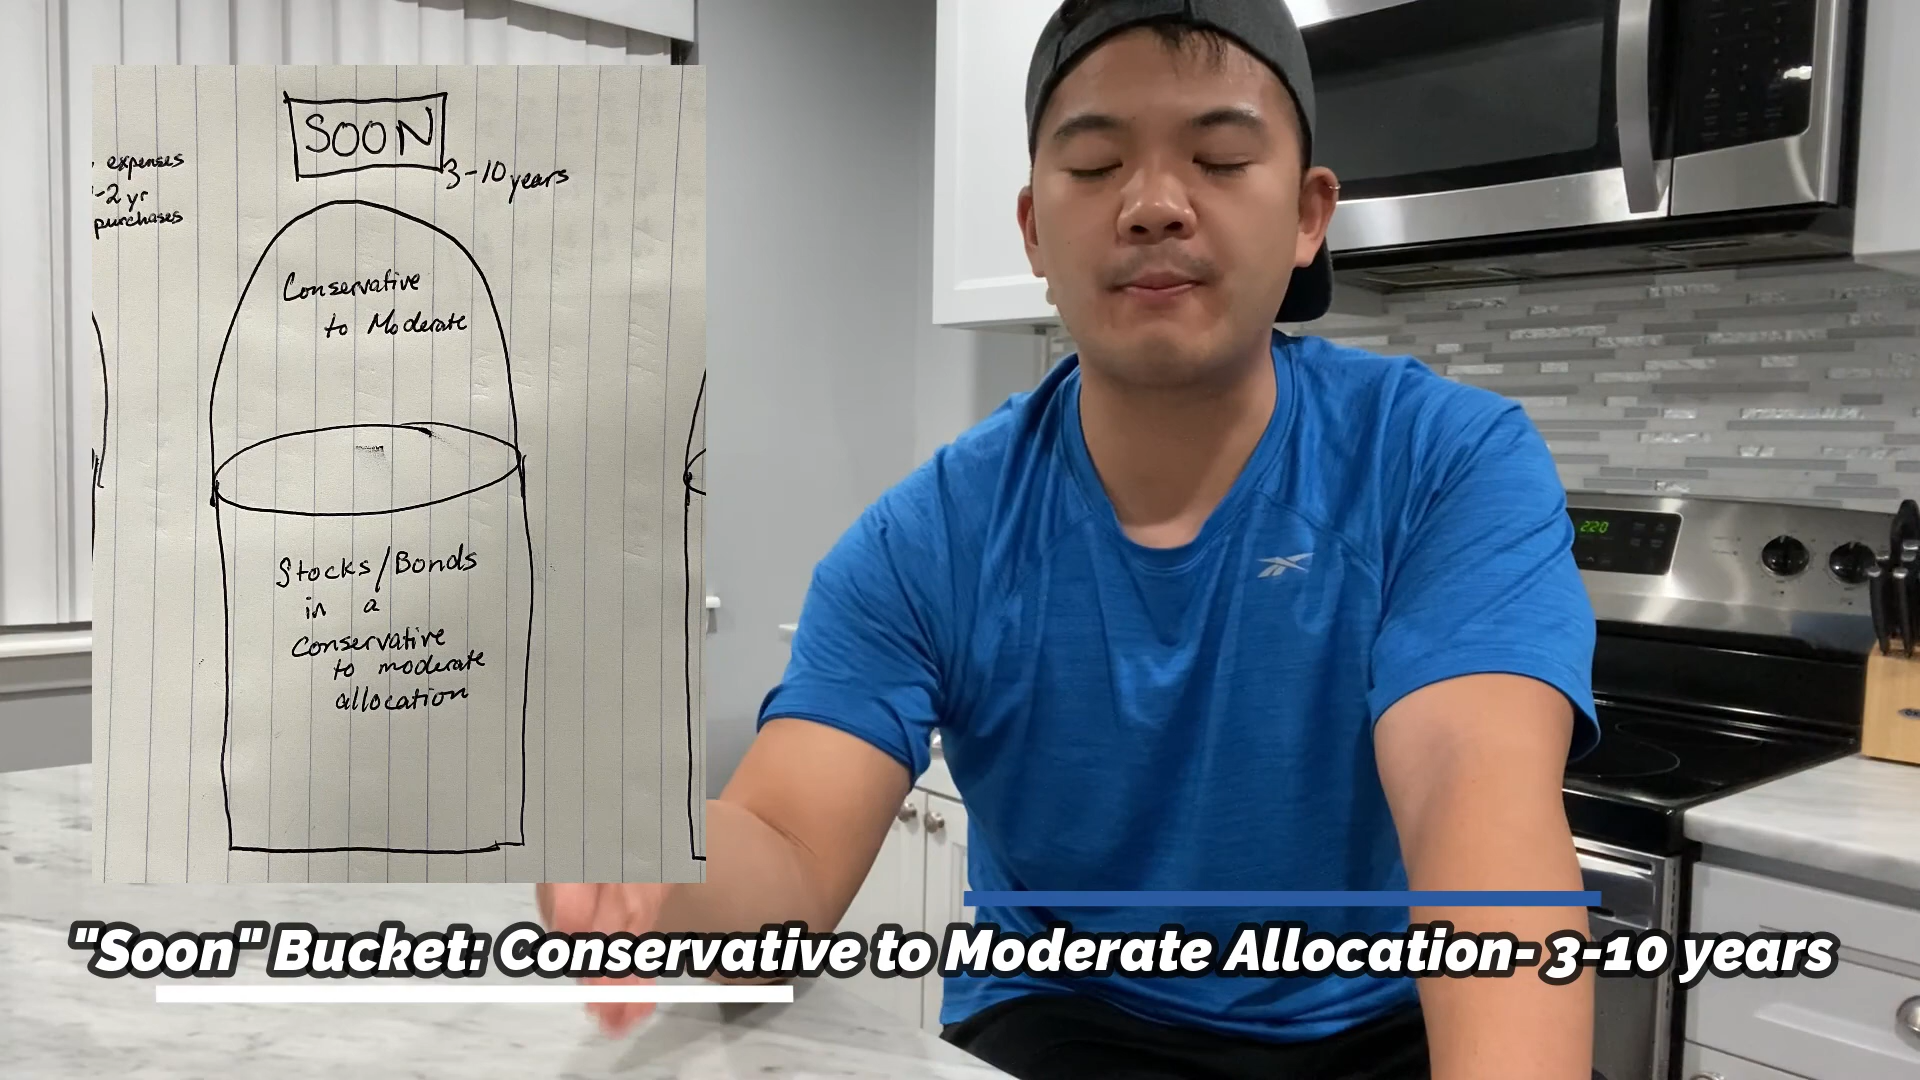 SOON
3-10 years
expenses
-2 yr
purchases
Conservative
to Moderate
Stocks/Bonds
in a
Conservative
to moderate
allocation
220
"Soon" Bucket: Conservative to Moderate Allocation- 3-10 years